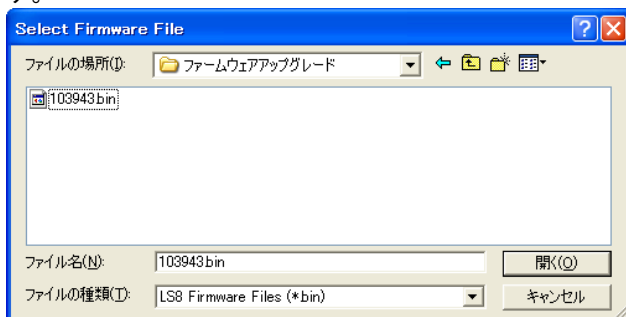 す。
Select Firmware File
ファイルの場所(I):
ファームウェアアップグレード
103943.bin
ファイル名(N):
103943.bin
開く(O)
ファイルの種類(T):
LS8 Firmware Files (*.bin)
キャンセル